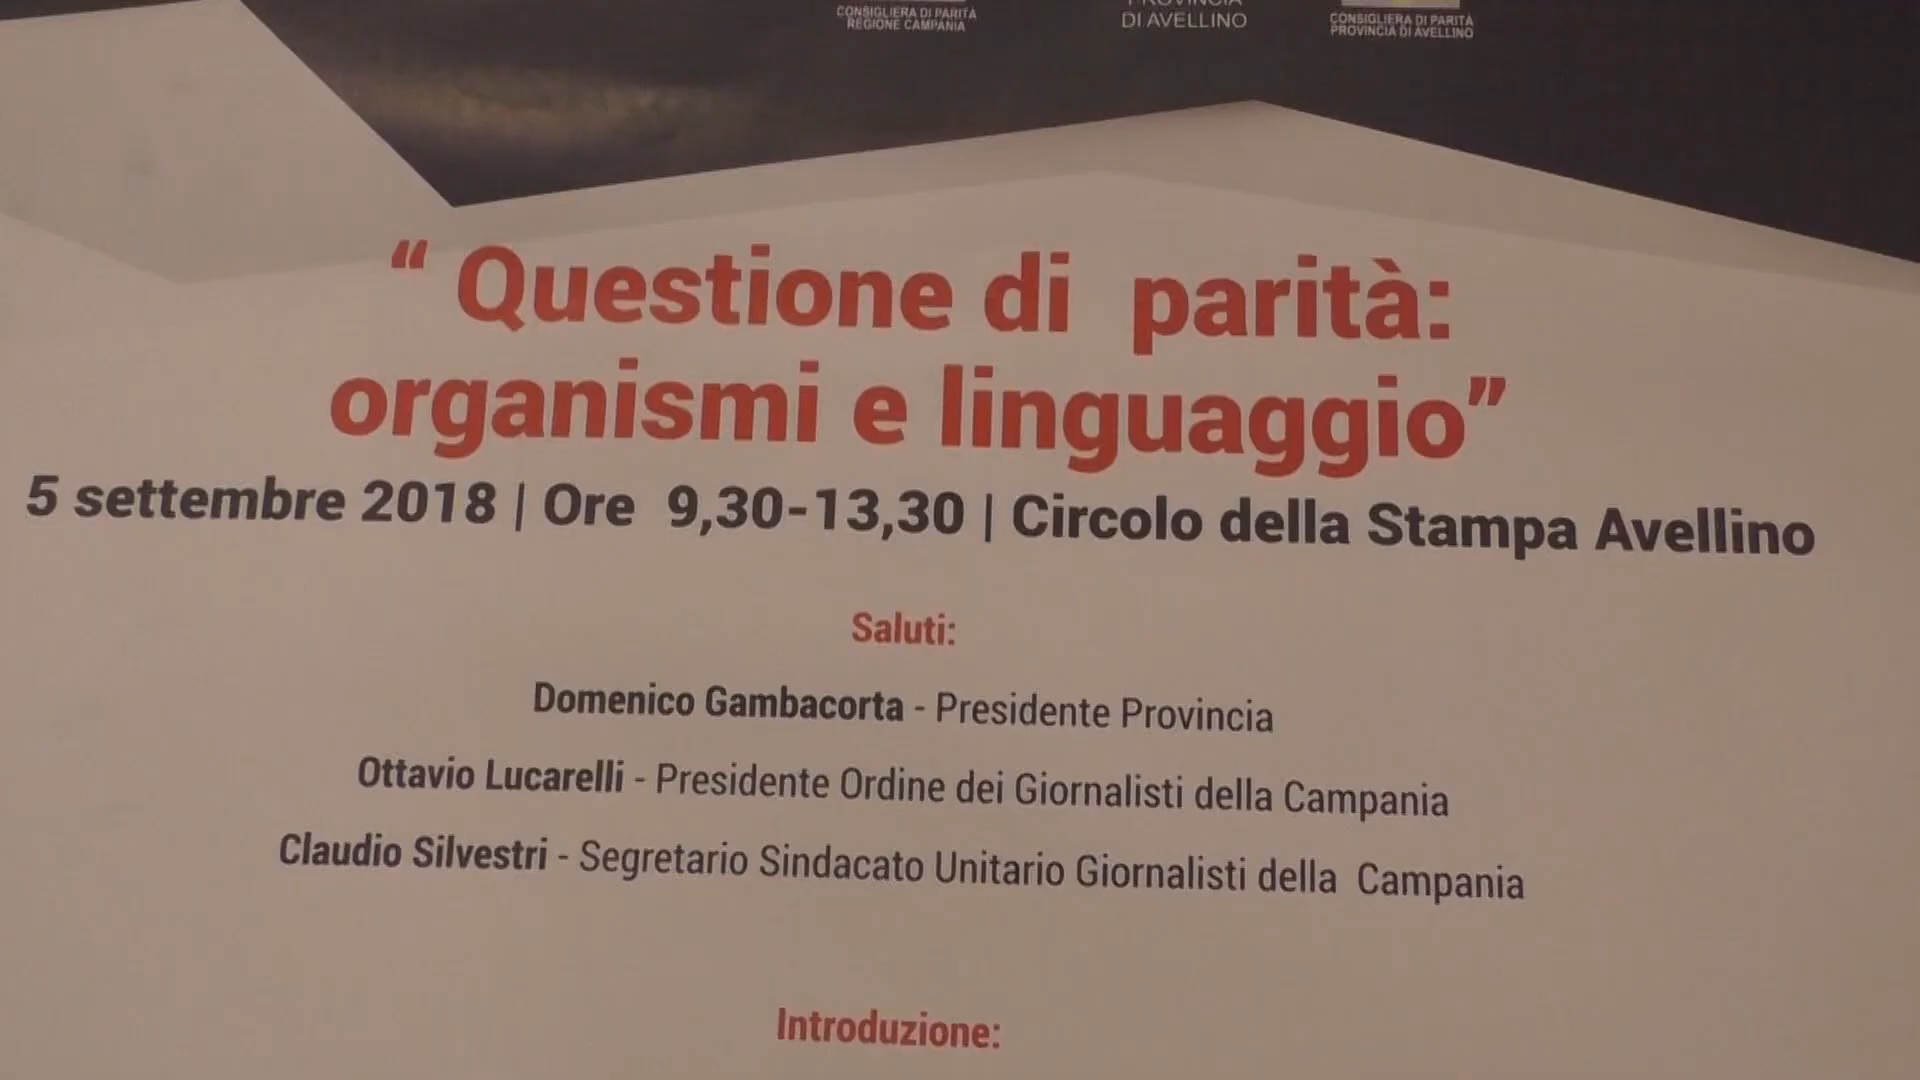 CONSIGLIERA DI PARITÀ
REGIONE CAMPANIA
PROVINCIA
DI AVELLINO
CONSIGLIERA DI PARITÀ
PROVINCIA DI AVELLINO
“ Questione di parità:
organismi e linguaggio”
5 settembre 2018 | Ore 9,30-13,30 | Circolo della Stampa Avellino
Saluti:
Domenico Gambacorta - Presidente Provincia
Ottavio Lucarelli - Presidente Ordine dei Giornalisti della Campania
Claudio Silvestri - Segretario Sindacato Unitario Giornalisti della Campania
Introduzione: